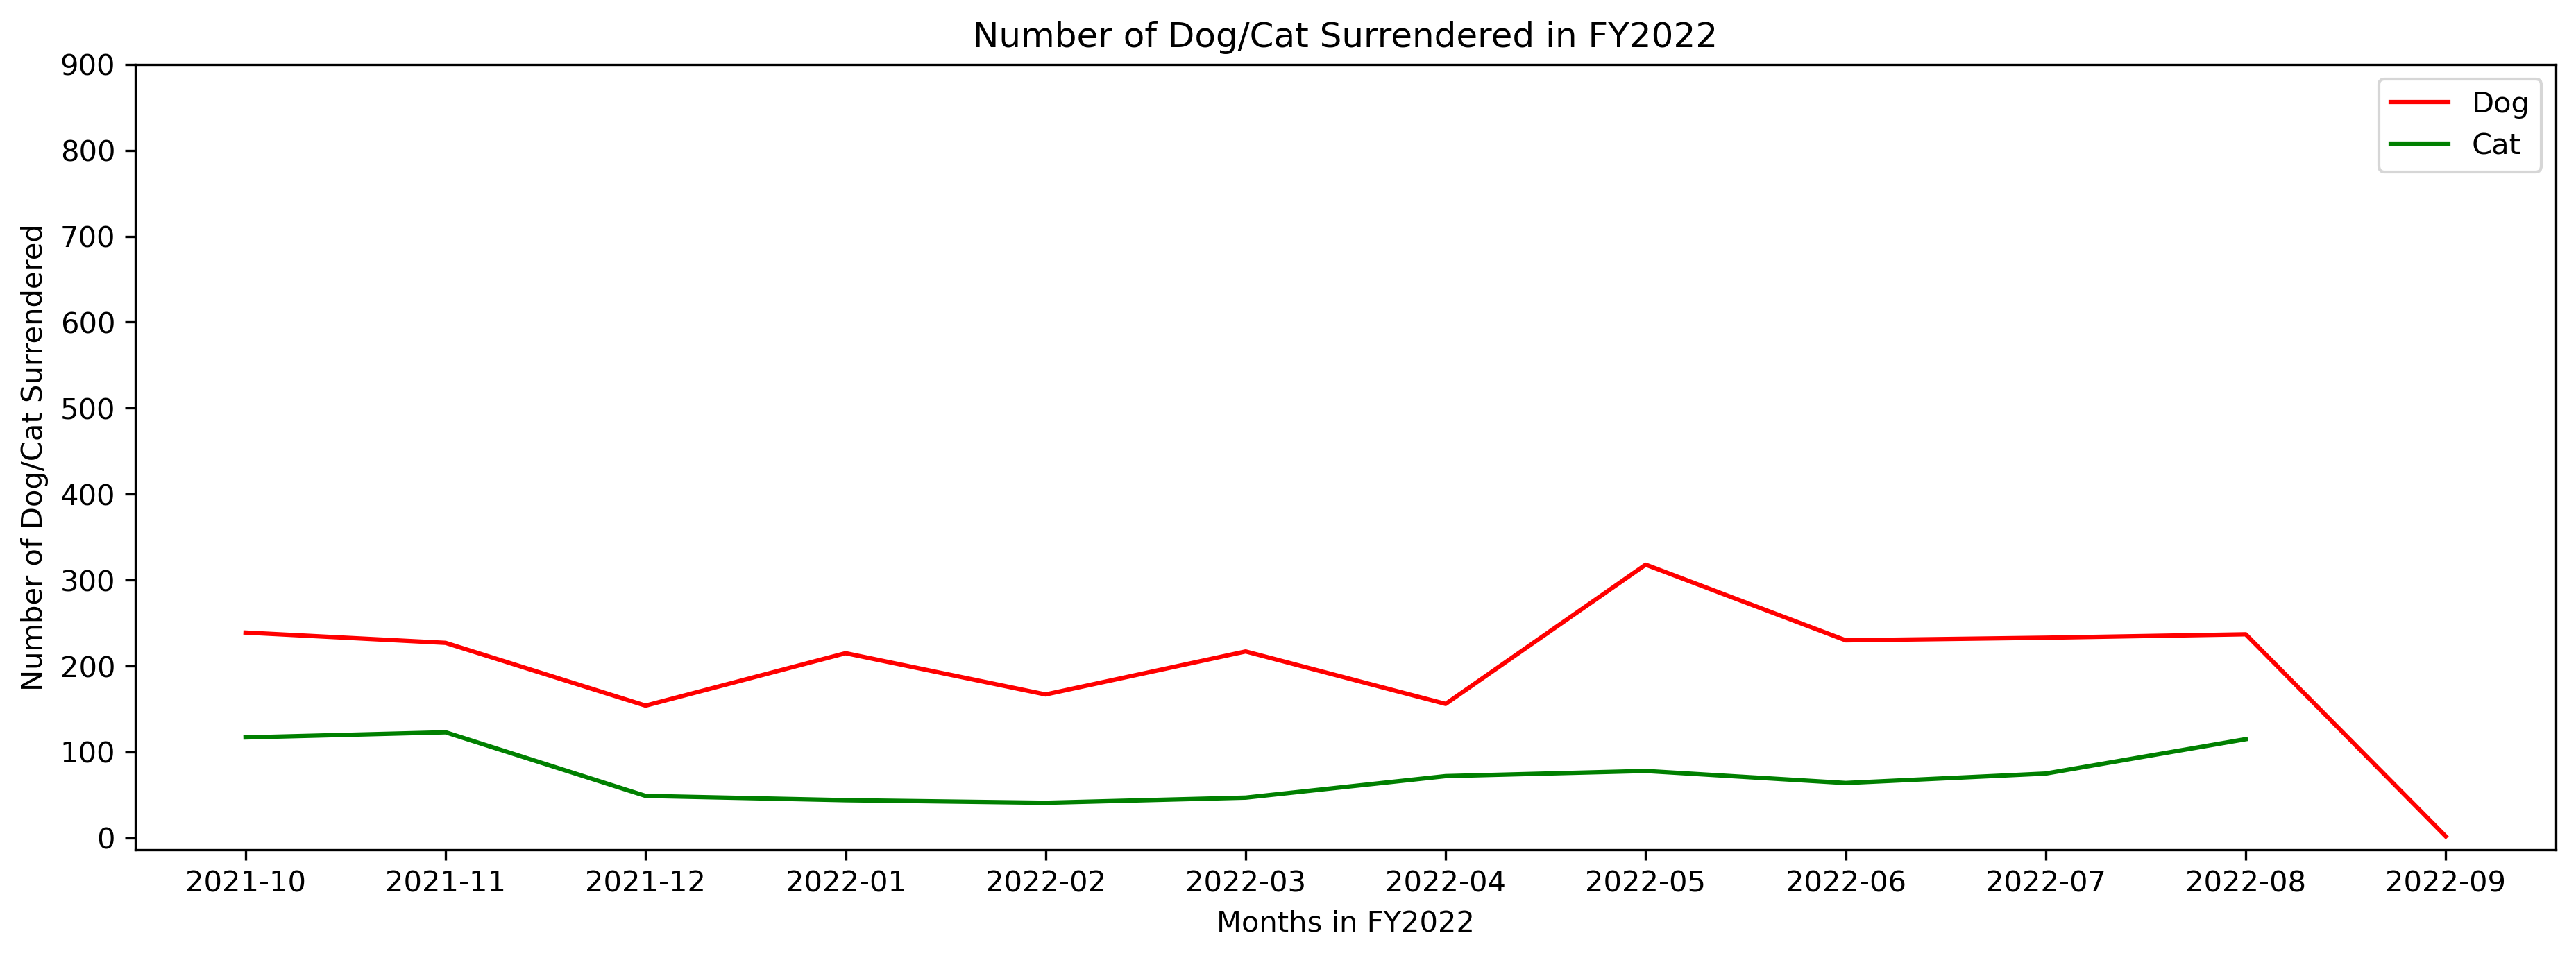 Number of Dog/Cat Surrendered in FY2022
Dog
Cat
Number of Dog/Cat Surrendered
900
800
700
600
500
400
300
200
100
0
2021-10 2021-11 2021-12 2022-01 2022-02 2022-03 2022-04 2022-05 2022-06 2022-07 2022-08 2022-09
Months in FY2022